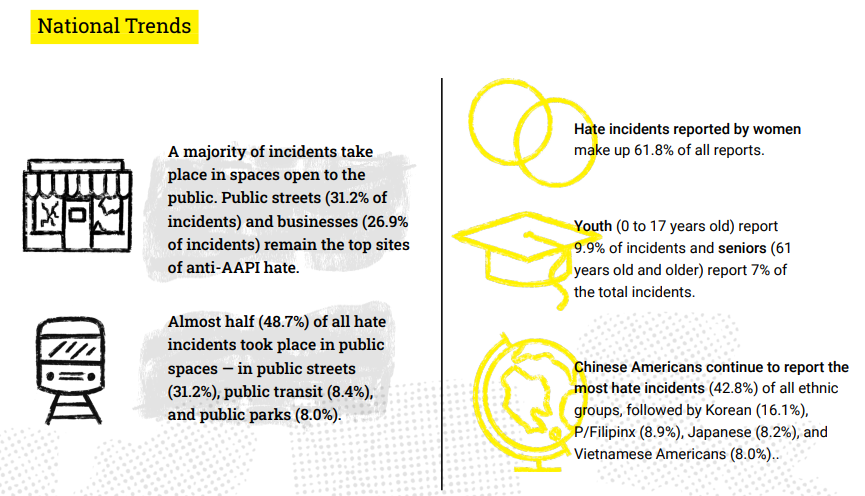 National Trends
A majority of incidents take
place in spaces open to the
public. Public streets (31.2% of
incidents) and businesses (26.9%
of incidents) remain the top sites
of anti-AAPI hate.
Almost half (48.7%) of all hate
incidents took place in public
spaces — in public streets
(31.2%), public transit (8.4%),
and public parks (8.0%).
Hate incidents reported by women
make up 61.8% of all reports.
Youth (0 to 17 years old) report
9.9% of incidents and seniors (61
years old and older) report 7% of
the total incidents.
Chinese Americans continue to report the
most hate incidents (42.8%) of all ethnic
groups, followed by Korean (16.1%),
P/Filipinx (8.9%), Japanese (8.2%), and
Vietnamese Americans (8.0%)..